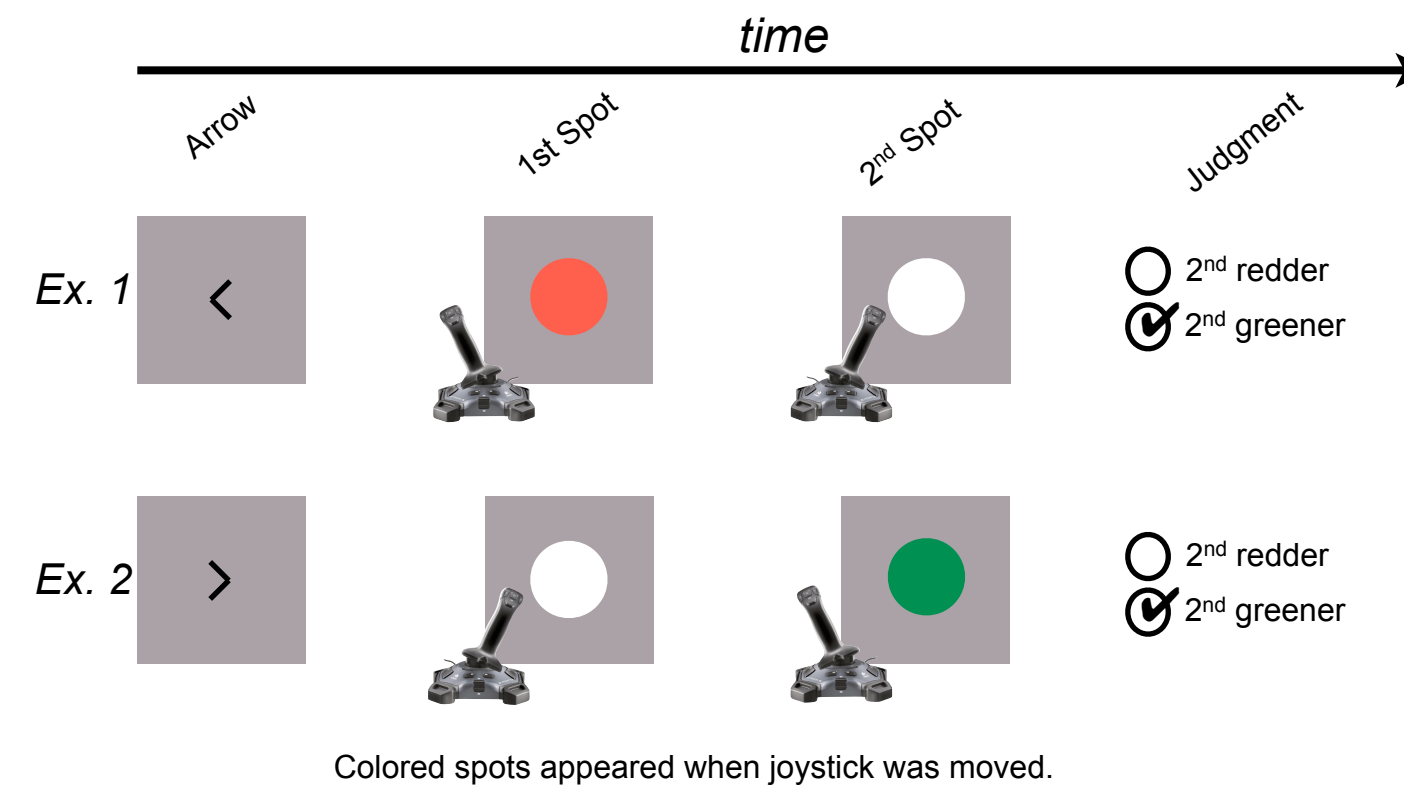 time
Arrow
1st Spot
2nd Spot
Judgment
Ex. 1
2nd redder
2nd greener
Ex. 2
2nd redder
2nd greener
Colored spots appeared when joystick was moved.